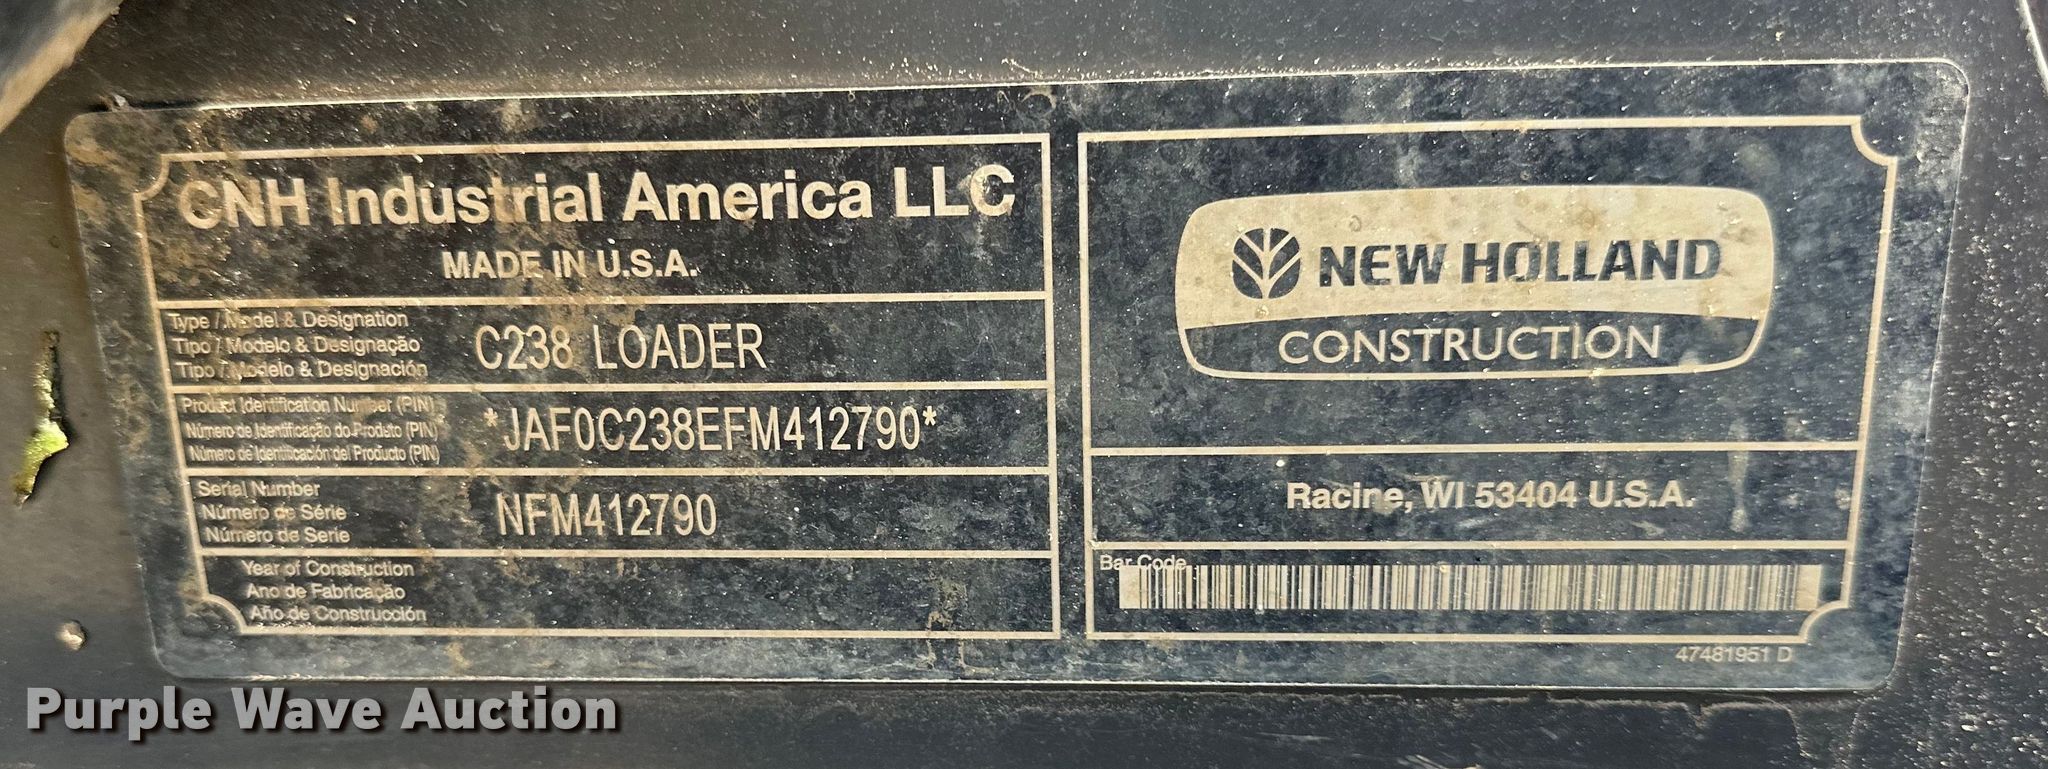 CNH Industrial America LLC
MADE IN U.S.A.
Type / Model & Designation
Tipo / Modelo & Designação
Tipo / Modelo & Designación
C238 LOADER
Product Identification Number (PIN)
Número de Identificação do Produto (PIN)
Número de Identificación del Producto (PIN)
*JAF0C238EFM412790*
Serial Number
Número de Série
Número de Serie
NFM412790
Year of Construction
Ano de Fabricação
Año de Construcción
NEW HOLLAND
CONSTRUCTION
Racine, WI 53404 U.S.A.
Bar Code
47481951 D
Purple Wave Auction